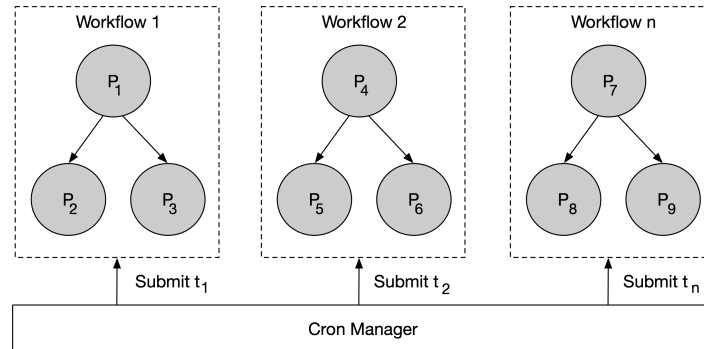 Workflow 1
Workflow 2
Workflow n
P1
P4
P7
P2
P3
P5
P6
P8
P9
Submit t1
Submit t2
Submit tn
Cron Manager